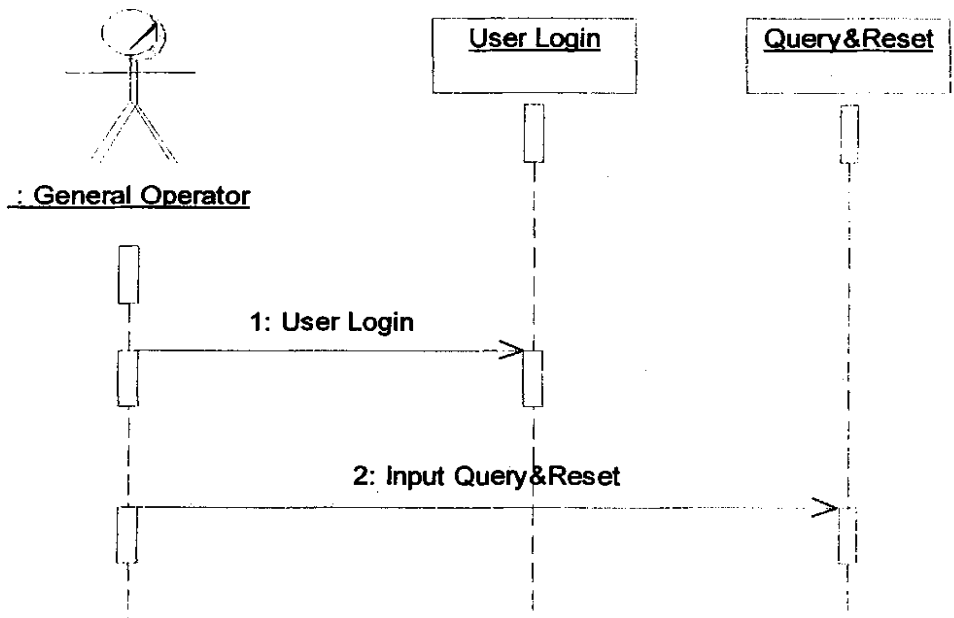 User Login
Query&Reset
: General Operator
1: User Login
2: Input Query&Reset